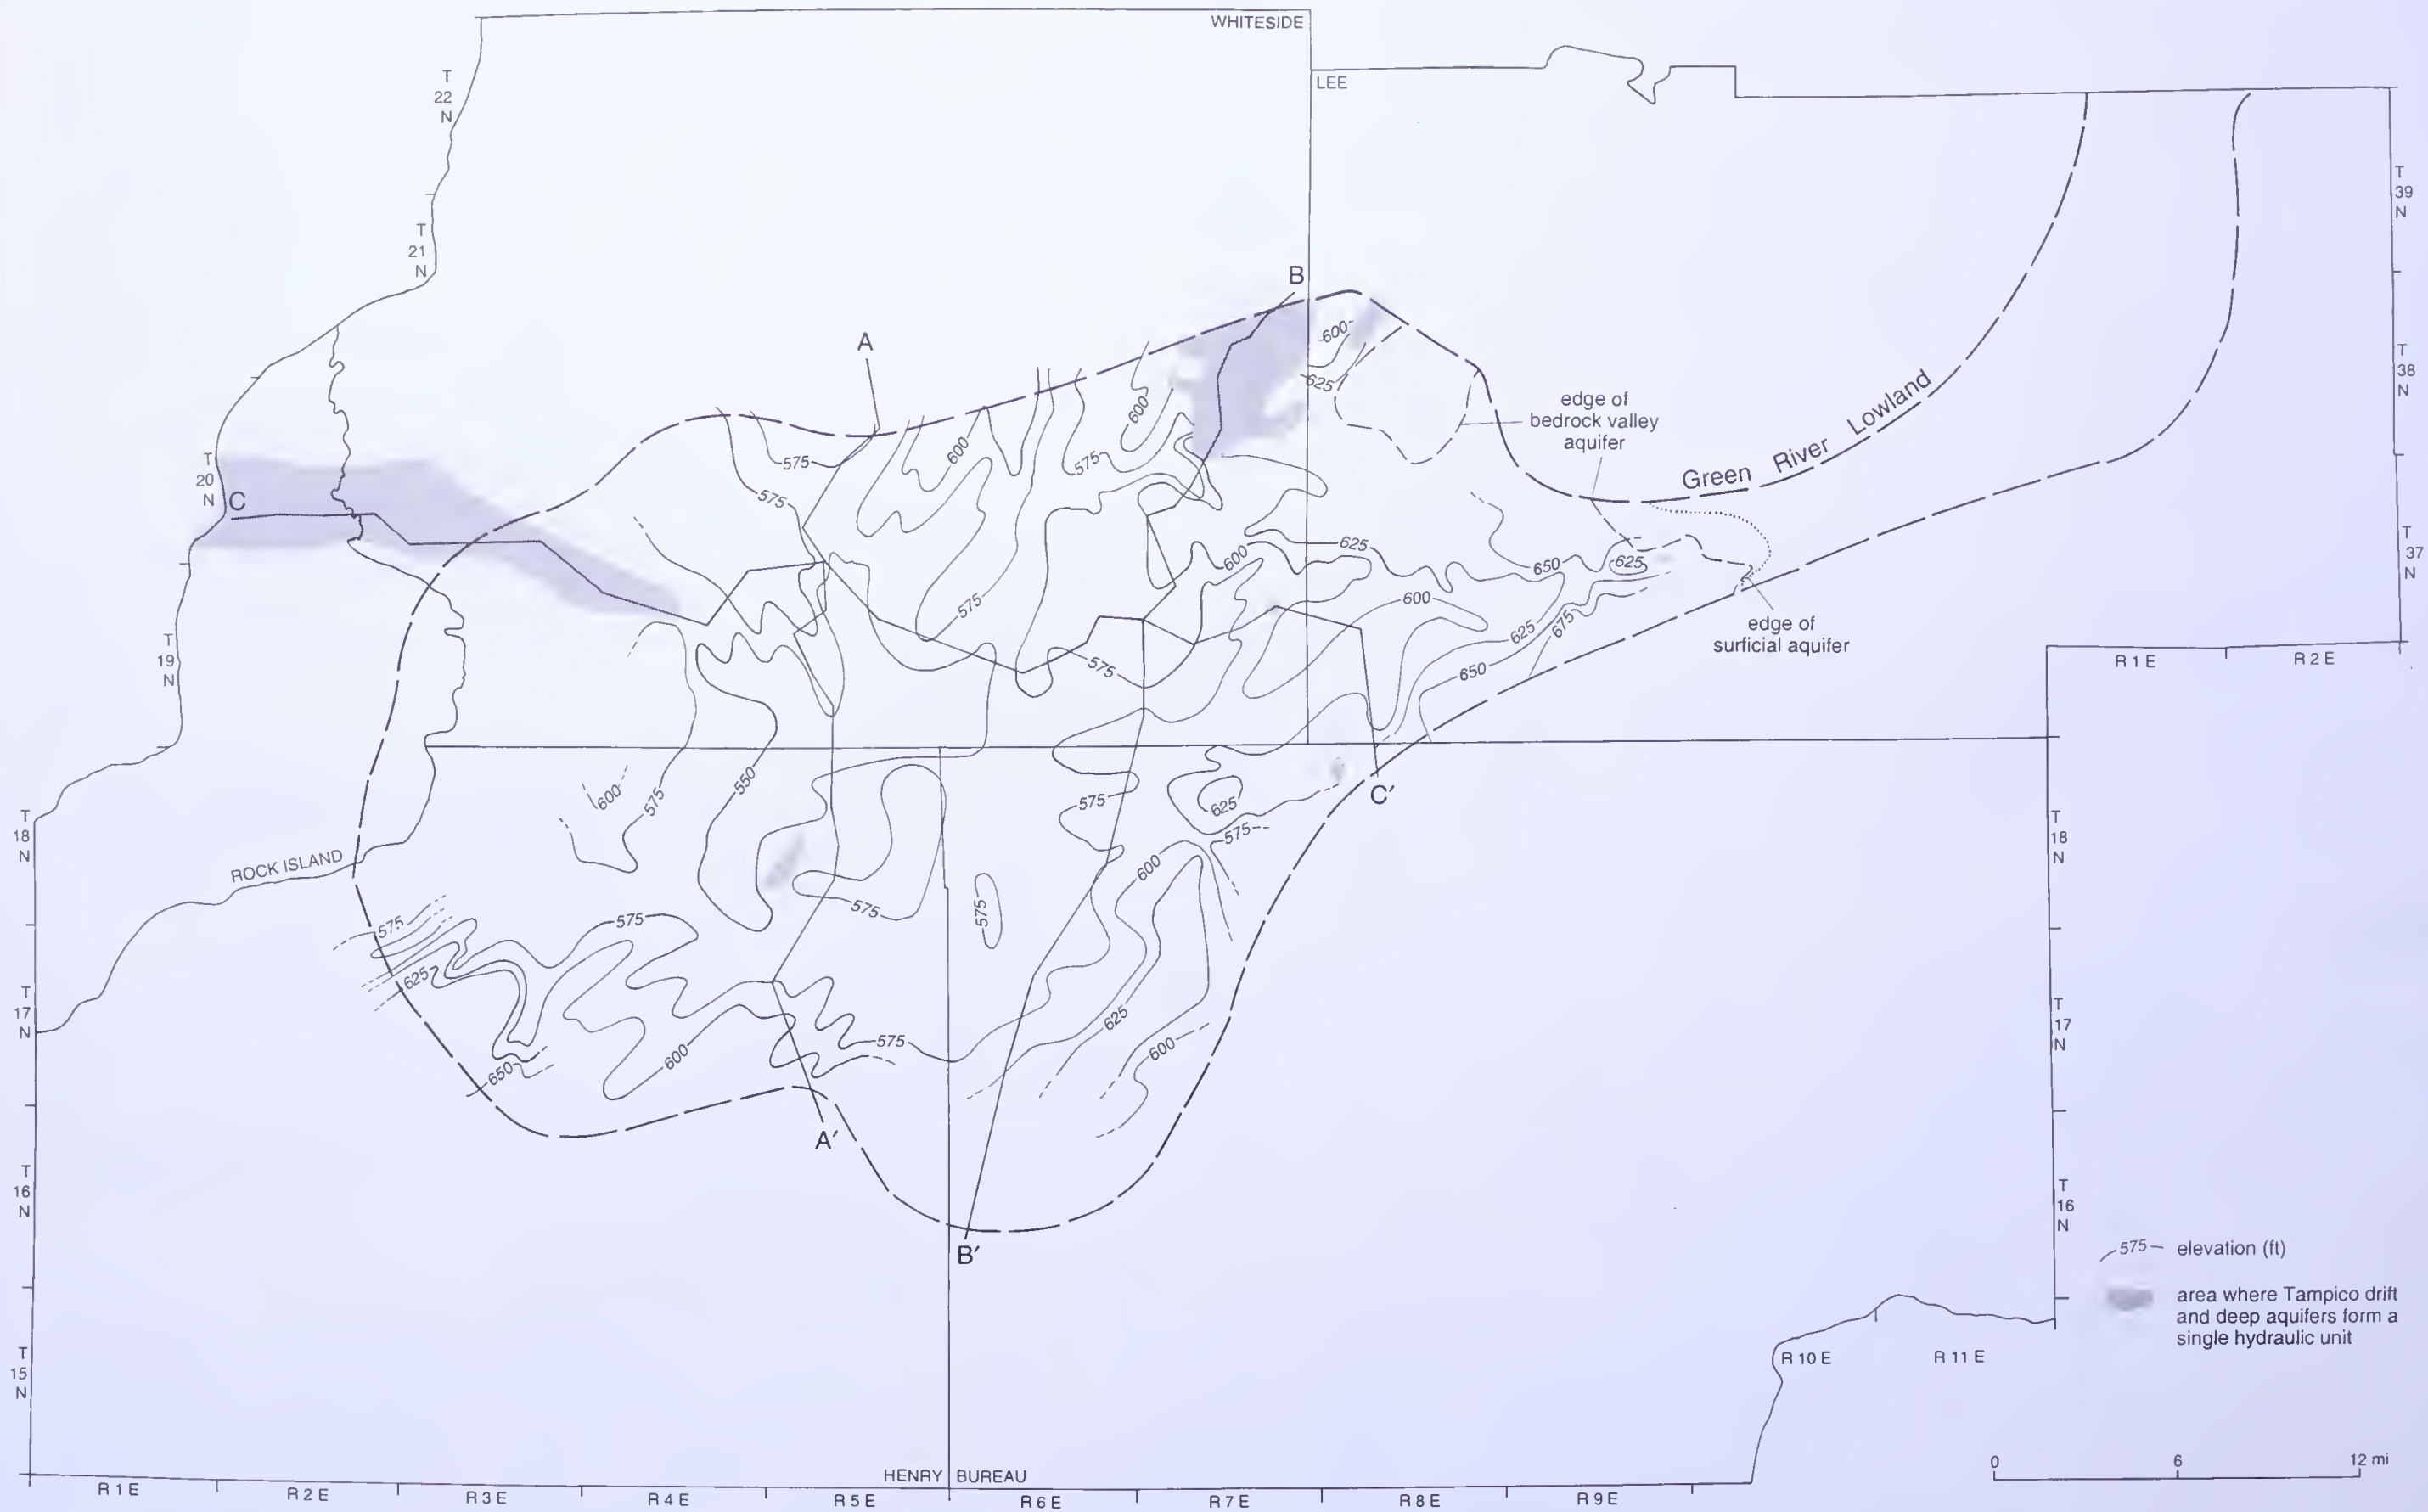 WHITESIDE
LEE
T
22
N
T
21
N
T
20
N
T
19
N
T
18
N
T
17
N
T
16
N
T
15
N
T
39
N
T
38
N
T
37
N
T
18
N
T
17
N
T
16
N
B
A
C
600
625
edge of
bedrock valley
aquifer
Green River Lowland
600
600
575
575
575
625
600
650
625
575
600
625
675
edge of
surficial aquifer
575
650
R 1 E
R 2 E
C′
600
575
550
575
625
575
ROCK ISLAND
600
575
575
575
575
625
625
575
600
600
650
A′
B′
575 elevation (ft)
area where Tampico drift
and deep aquifers form a
single hydraulic unit
R 10 E
R 11 E
0 6 12 mi
HENRY
BUREAU
R 1 E
R 2 E
R 3 E
R 4 E
R 5 E
R 6 E
R 7 E
R 8 E
R 9 E